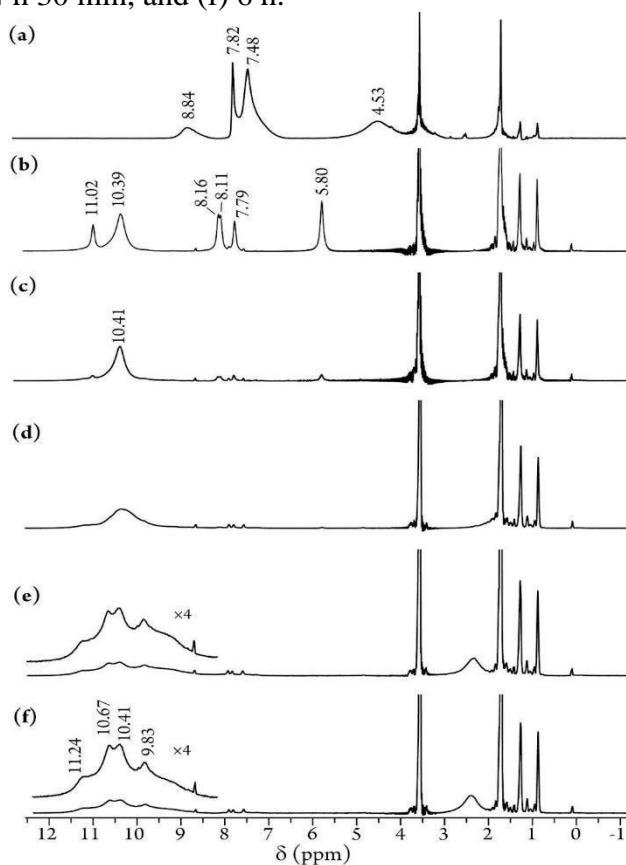 h 30 min, and (f) 6 h.
(a)
8.84 7.82 7.48 4.53
(b)
11.02 10.39 8.16 8.11 7.79 5.80
(c)
10.41
(d)
(e)
×4
(f)
11.24 10.67 10.41 9.83 ×4
12 11 10 9 8 7 6 5 4 3 2 1 0 -1
δ (ppm)